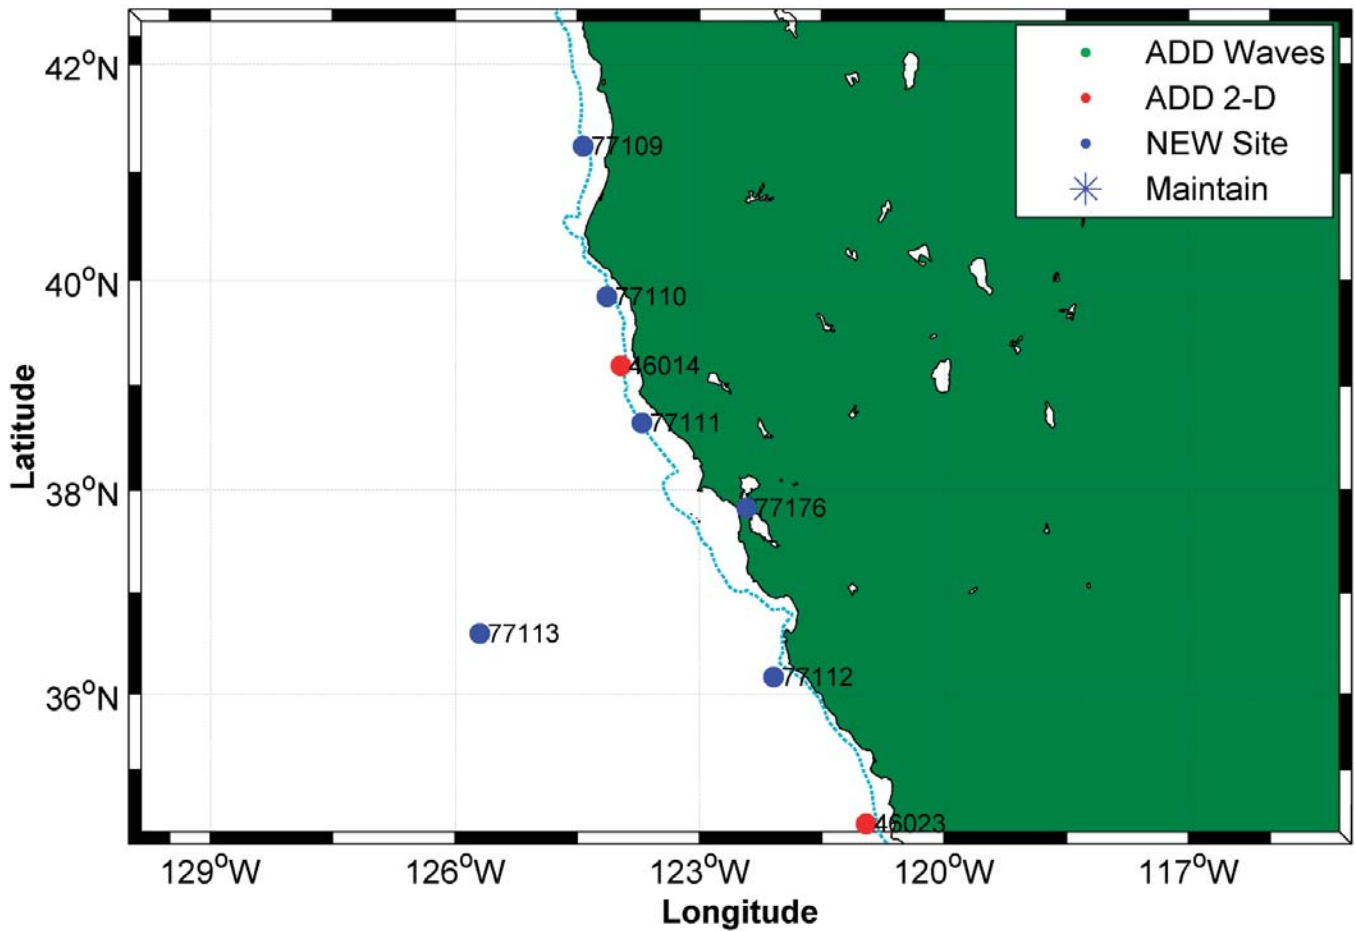 42°N
40°N
38°N
36°N
Latitude
ADD Waves
ADD 2-D
NEW Site
Maintain
77109
77110
46014
77111
77176
77113
77112
46023
129°W
126°W
123°W
120°W
117°W
Longitude